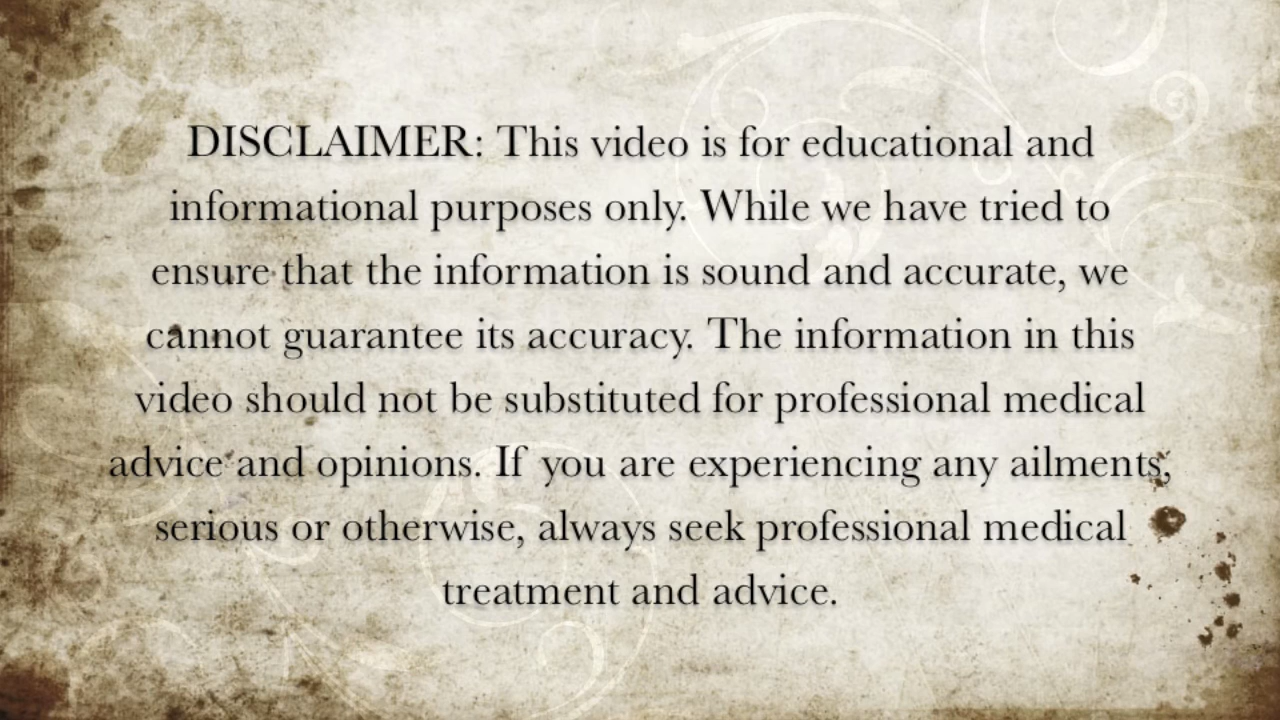 DISCLAIMER: This video is for educational and
informational purposes only. While we have tried to
ensure that the information is sound and accurate, we
cannot guarantee its accuracy. The information in this
video should not be substituted for professional medical
advice and opinions. If you are experiencing any ailments,
serious or otherwise, always seek professional medical
treatment and advice.